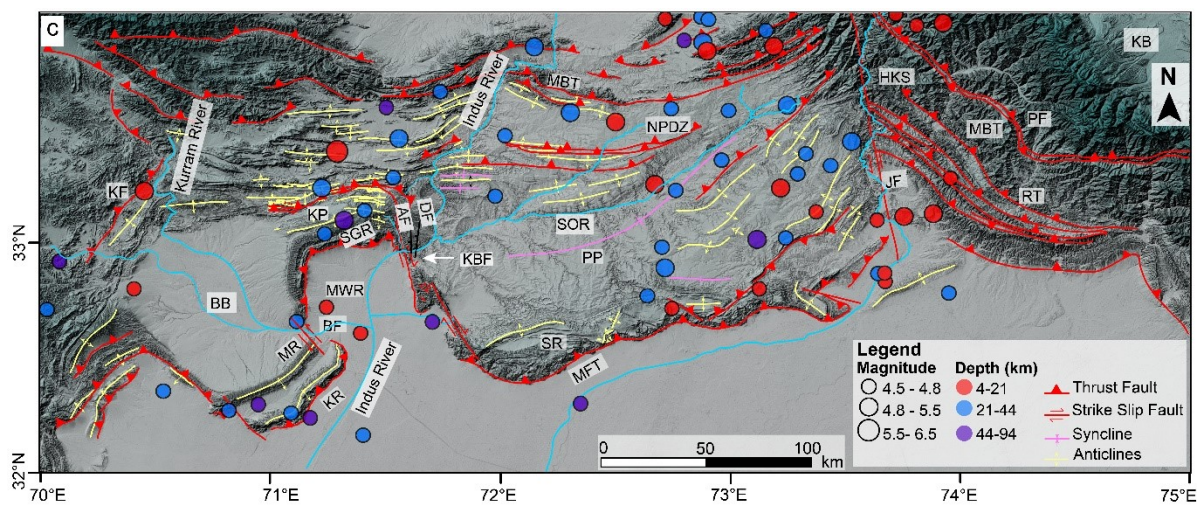 C
KB
N
HKS
MBT
Indus River
MBT
PF
NPDZ
Kurram River
KF
JF
RT
KP
AF
DF
SOR
SGR
33°N
KBF
PP
BB
MWR
BF
MR
SR
MFT
KR
Indus River
Legend
Magnitude
4.5 - 4.8
4.8 - 5.5
5.5- 6.5
Depth (km)
4-21
21-44
44-94
Thrust Fault
Strike Slip Fault
Syncline
Anticlines
0 50 100
km
32°N
70°E 71°E 72°E 73°E 74°E 75°E